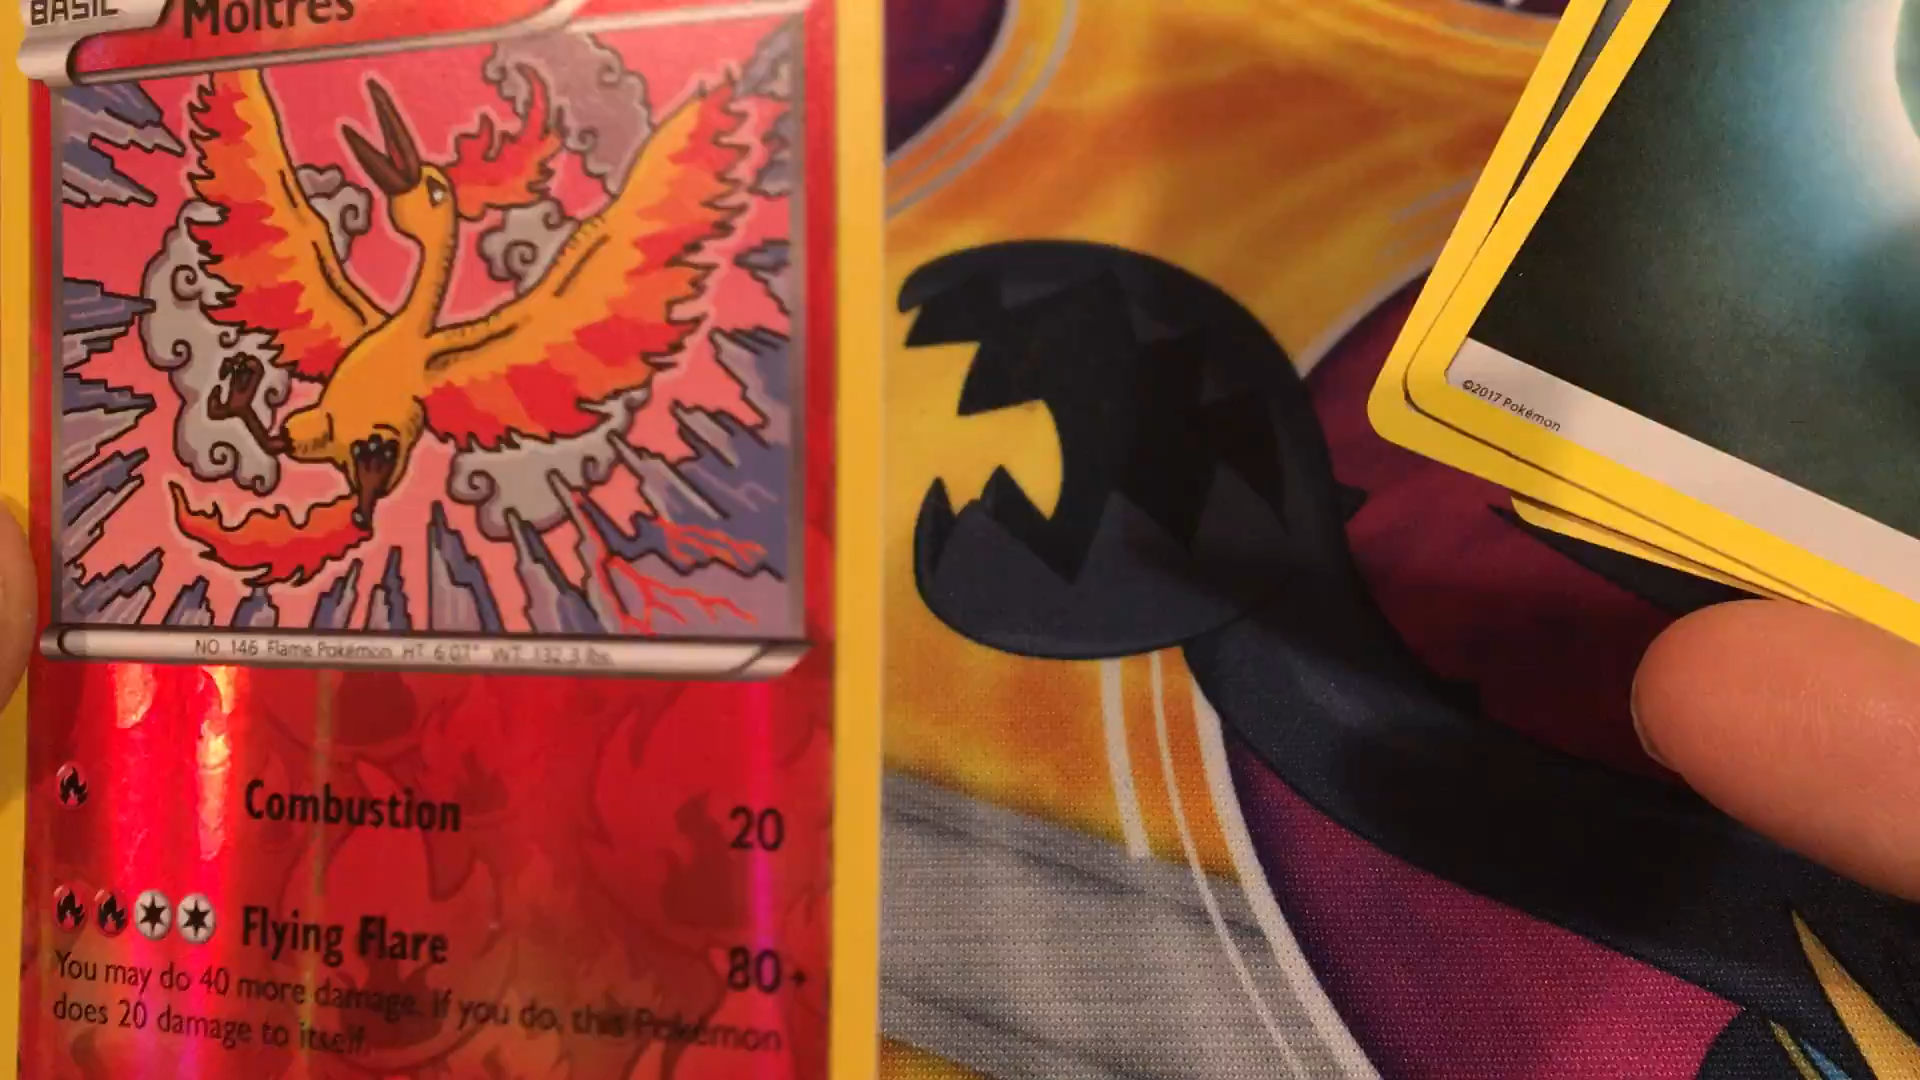 BASIC
Moltres
NO. 146 Flame Pokémon HT. 6'07" WT. 132.3 lbs.
Combustion 20
Flying Flare 80+
You may do 40 more damage. If you do, this Pokémon
does 20 damage to itself.
©2017 Pokémon